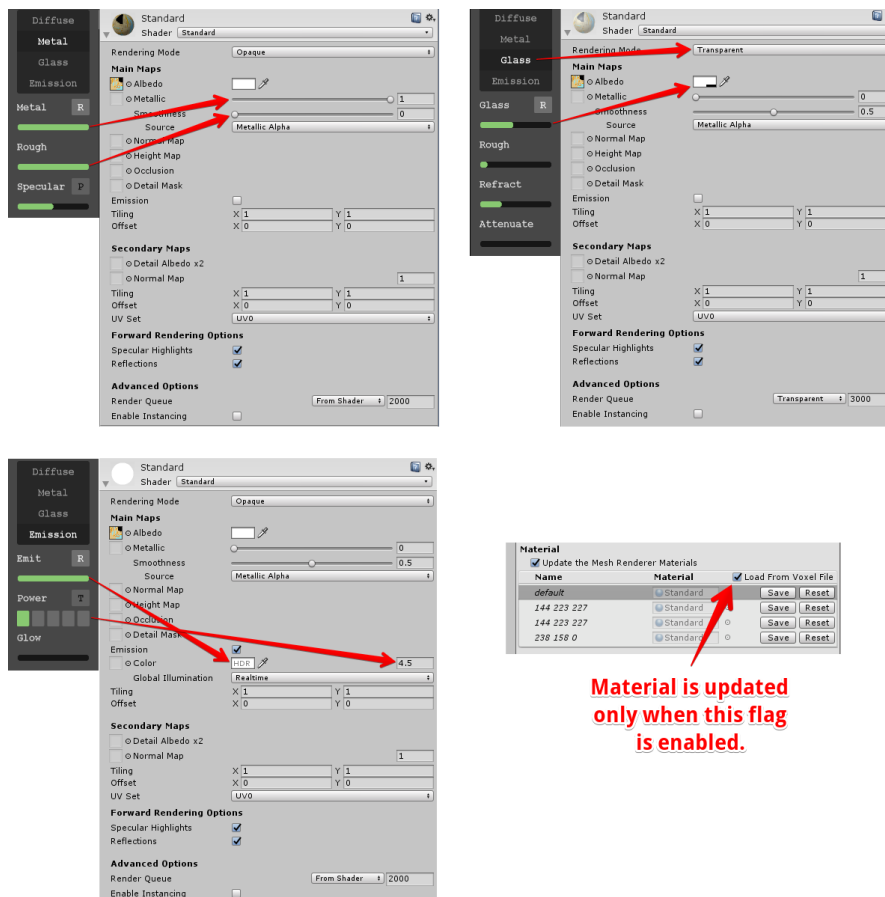 Diffuse
Metal
Glass
Emission
Metal R
Rough
Specular P
Standard
Shader Standard
Rendering Mode Opaque
Main Maps
Albedo
Metallic 1
Smoothness 0
Source Metallic Alpha
Normal Map
Height Map
Occlusion
Detail Mask
Emission
Tiling X 1 Y 1
Offset X 0 Y 0
Secondary Maps
Detail Albedo x2
Normal Map 1
Tiling X 1 Y 1
Offset X 0 Y 0
UV Set UV0
Forward Rendering Options
Specular Highlights
Reflections
Advanced Options
Render Queue From Shader 2000
Enable Instancing
Diffuse
Metal
Glass
Emission
Glass R
Rough
Refract
Attenuate
Standard
Shader Standard
Rendering Mode Transparent
Main Maps
Albedo
Metallic 0
Smoothness 0.5
Source Metallic Alpha
Normal Map
Height Map
Occlusion
Detail Mask
Emission
Tiling X 1 Y 1
Offset X 0 Y 0
Secondary Maps
Detail Albedo x2
Normal Map 1
Tiling X 1 Y 1
Offset X 0 Y 0
UV Set UV0
Forward Rendering Options
Specular Highlights
Reflections
Advanced Options
Render Queue Transparent 3000
Enable Instancing
Diffuse
Metal
Glass
Emission
Emit R
Power T
Glow
Standard
Shader Standard
Rendering Mode Opaque
Main Maps
Albedo
Metallic 0
Smoothness 0.5
Source Metallic Alpha
Normal Map
Height Map
Occlusion
Detail Mask
Emission
Color HDR 4.5
Global Illumination Realtime
Tiling X 1 Y 1
Offset X 0 Y 0
Secondary Maps
Detail Albedo x2
Normal Map 1
Tiling X 1 Y 1
Offset X 0 Y 0
UV Set UV0
Forward Rendering Options
Specular Highlights
Reflections
Advanced Options
Render Queue From Shader 2000
Enable Instancing
Material
Update the Mesh Renderer Materials
Name Material Load From Voxel File
default Standard Save Reset
144 223 227 Standard Save Reset
144 223 227 Standard Save Reset
238 158 0 Standard Save Reset
Material is updated
only when this flag
is enabled.